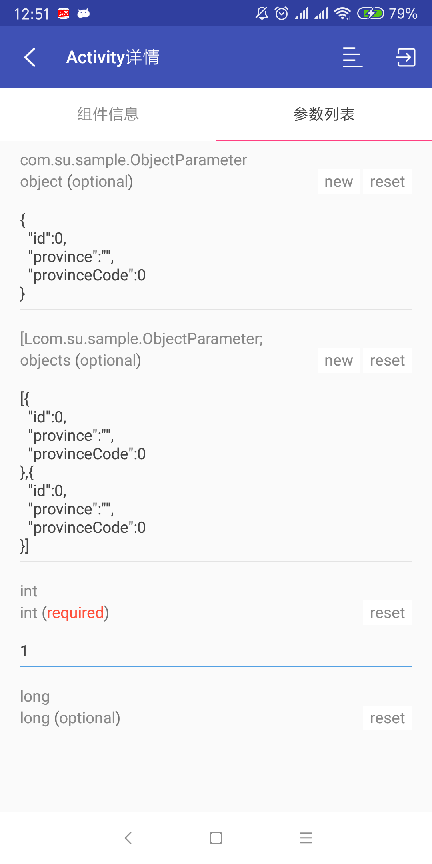 12:51 79%
Activity详情
组件信息 参数列表
com.su.sample.ObjectParameter
object (optional) new reset
{
"id":0,
"province":"",
"provinceCode":0
}
[Lcom.su.sample.ObjectParameter;
objects (optional) new reset
[{
"id":0,
"province":"",
"provinceCode":0
},{
"id":0,
"province":"",
"provinceCode":0
}]
int
int (required) reset
1
long
long (optional) reset